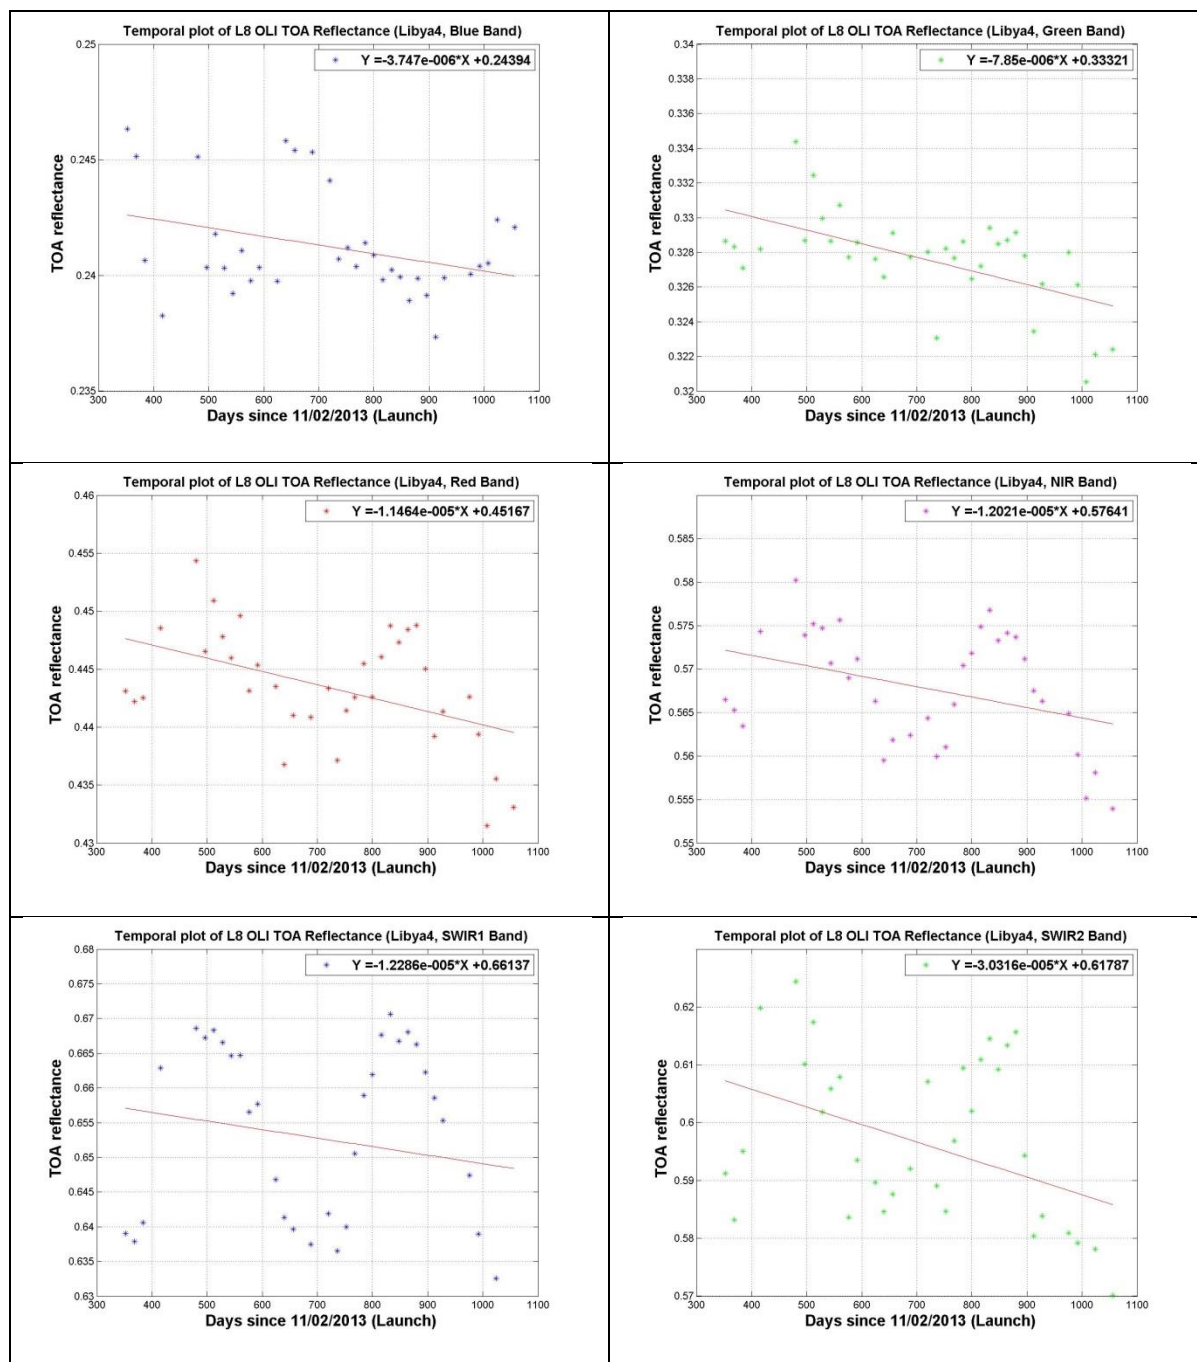 Temporal plot of L8 OLI TOA Reflectance (Libya4, Blue Band)
0.25
Y =-3.747e-006*X +0.24394
0.245
TOA reflectance
0.24
0.235
300 400 500 600 700 800 900 1000 1100
Days since 11/02/2013 (Launch)
Temporal plot of L8 OLI TOA Reflectance (Libya4, Green Band)
0.34
Y =-7.85e-006*X +0.33321
0.338
0.336
0.334
0.332
TOA reflectance
0.33
0.328
0.326
0.324
0.322
0.32
300 400 500 600 700 800 900 1000 1100
Days since 11/02/2013 (Launch)
Temporal plot of L8 OLI TOA Reflectance (Libya4, Red Band)
0.46
Y =-1.1464e-005*X +0.45167
0.455
0.45
TOA reflectance
0.445
0.44
0.435
0.43
300 400 500 600 700 800 900 1000 1100
Days since 11/02/2013 (Launch)
Temporal plot of L8 OLI TOA Reflectance (Libya4, NIR Band)
Y =-1.2021e-005*X +0.57641
0.585
0.58
0.575
TOA reflectance
0.57
0.565
0.56
0.555
0.55
300 400 500 600 700 800 900 1000 1100
Days since 11/02/2013 (Launch)
Temporal plot of L8 OLI TOA Reflectance (Libya4, SWIR1 Band)
0.68
Y =-1.2286e-005*X +0.66137
0.675
0.67
0.665
0.66
TOA reflectance
0.655
0.65
0.645
0.64
0.635
0.63
300 400 500 600 700 800 900 1000 1100
Days since 11/02/2013 (Launch)
Temporal plot of L8 OLI TOA Reflectance (Libya4, SWIR2 Band)
Y =-3.0316e-005*X +0.61787
0.62
0.61
TOA reflectance
0.6
0.59
0.58
0.57
300 400 500 600 700 800 900 1000 1100
Days since 11/02/2013 (Launch)